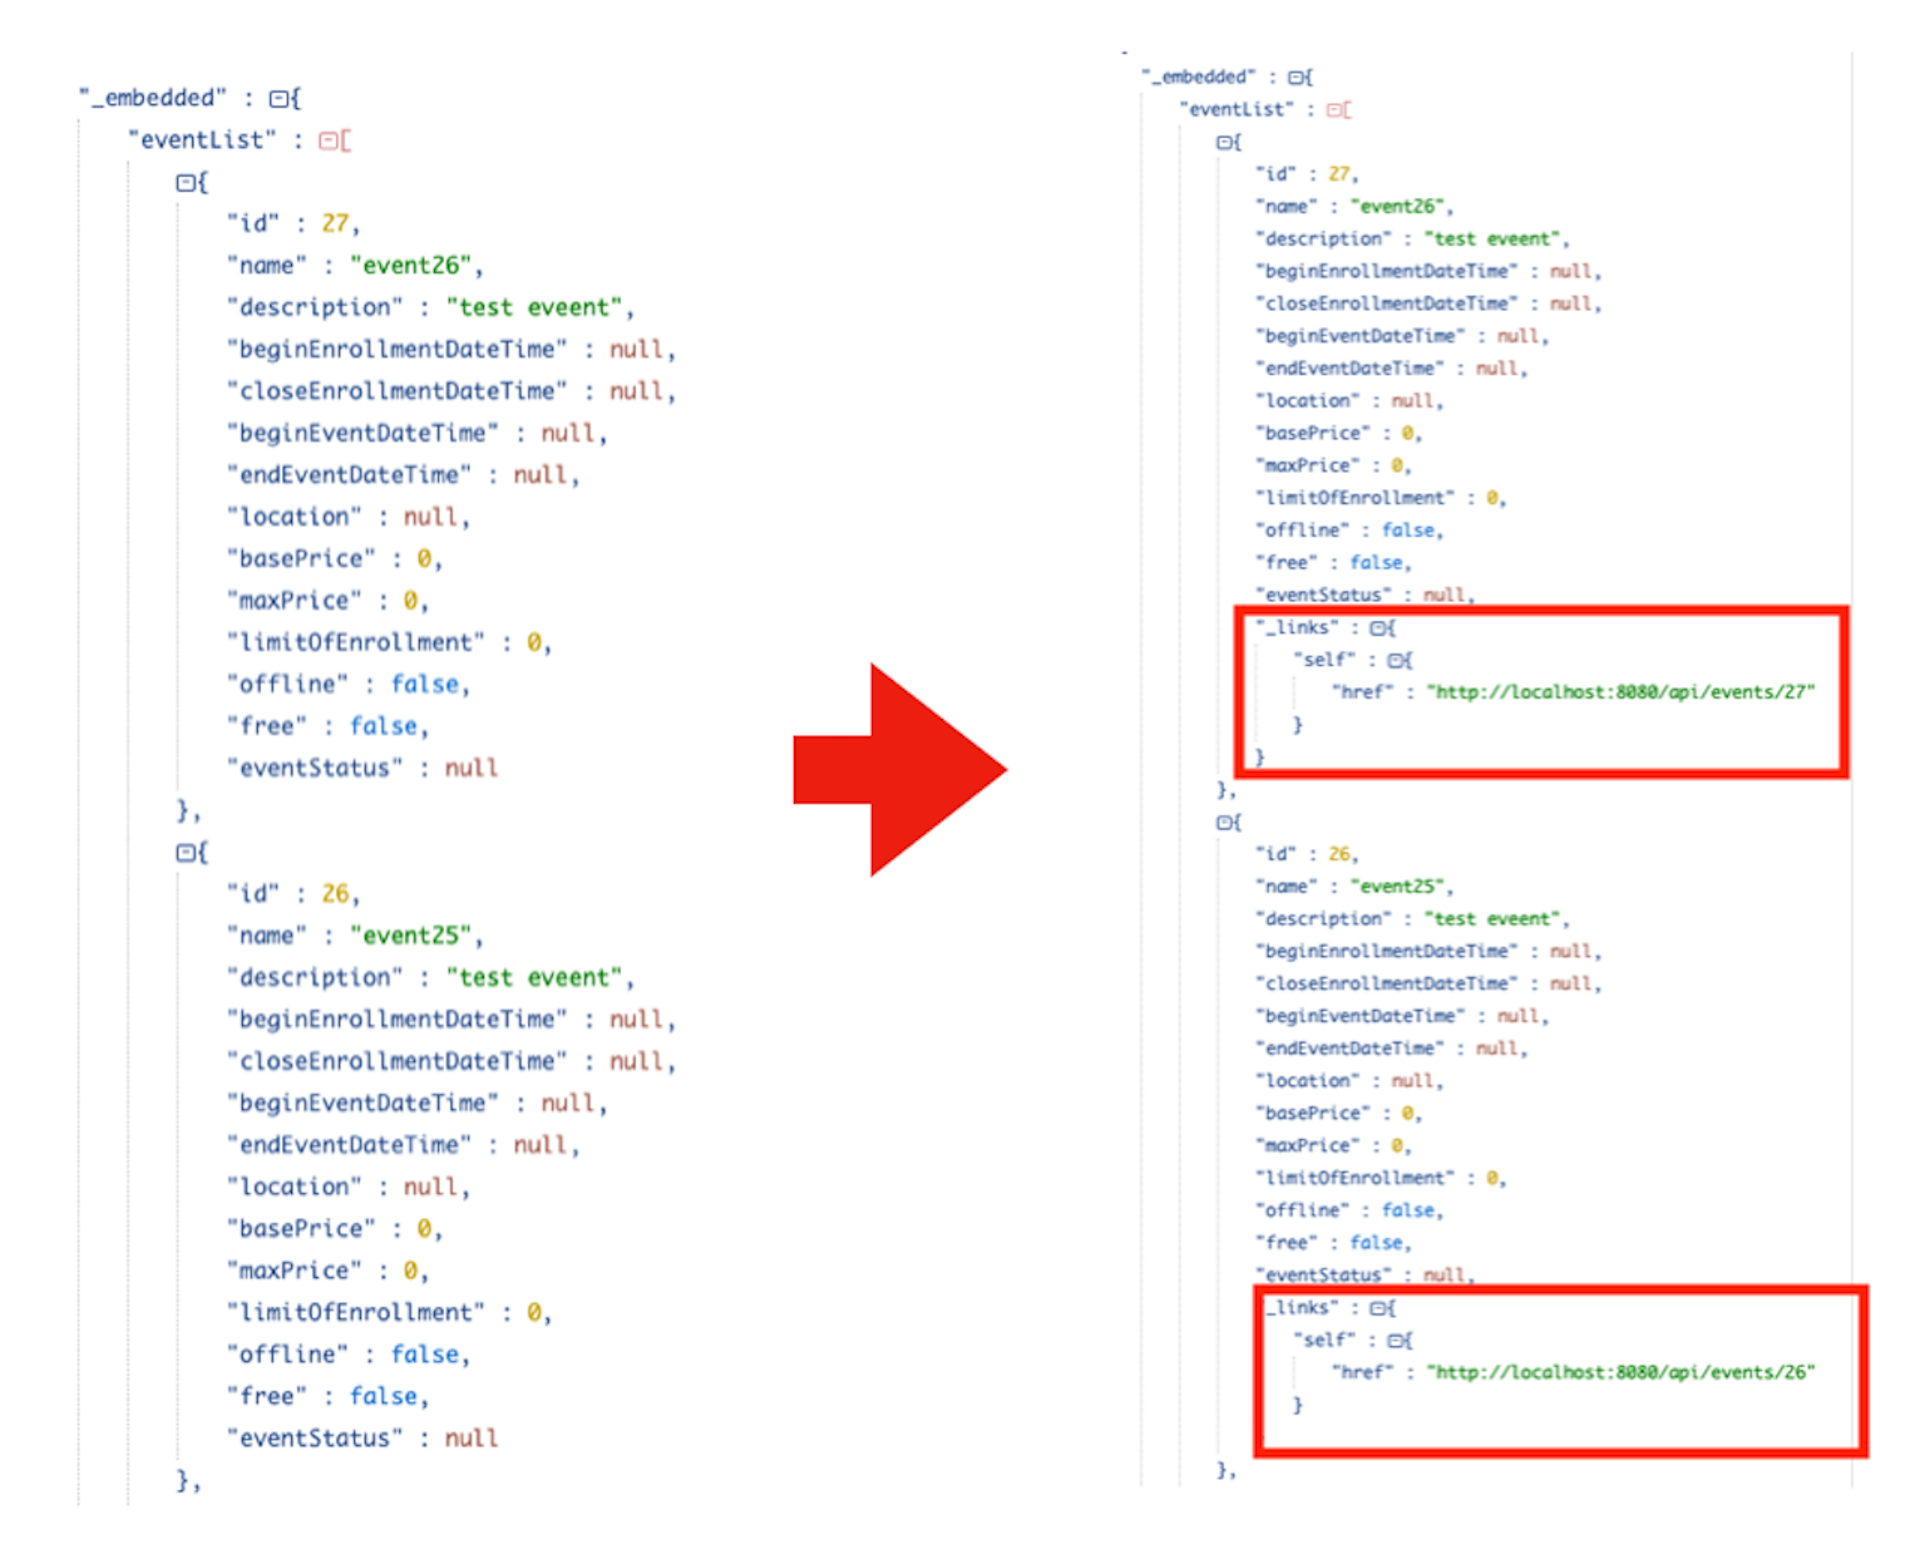 "_embedded" : {
"eventList" : [
{
"id" : 27,
"name" : "event26",
"description" : "test eveent",
"beginEnrollmentDateTime" : null,
"closeEnrollmentDateTime" : null,
"beginEventDateTime" : null,
"endEventDateTime" : null,
"location" : null,
"basePrice" : 0,
"maxPrice" : 0,
"limitOfEnrollment" : 0,
"offline" : false,
"free" : false,
"eventStatus" : null
},
{
"id" : 26,
"name" : "event25",
"description" : "test eveent",
"beginEnrollmentDateTime" : null,
"closeEnrollmentDateTime" : null,
"beginEventDateTime" : null,
"endEventDateTime" : null,
"location" : null,
"basePrice" : 0,
"maxPrice" : 0,
"limitOfEnrollment" : 0,
"offline" : false,
"free" : false,
"eventStatus" : null
},
"_embedded" : {
"eventList" : [
{
"id" : 27,
"name" : "event26",
"description" : "test eveent",
"beginEnrollmentDateTime" : null,
"closeEnrollmentDateTime" : null,
"beginEventDateTime" : null,
"endEventDateTime" : null,
"location" : null,
"basePrice" : 0,
"maxPrice" : 0,
"limitOfEnrollment" : 0,
"offline" : false,
"free" : false,
"eventStatus" : null,
"_links" : {
"self" : {
"href" : "http://localhost:8080/api/events/27"
}
}
},
{
"id" : 26,
"name" : "event25",
"description" : "test eveent",
"beginEnrollmentDateTime" : null,
"closeEnrollmentDateTime" : null,
"beginEventDateTime" : null,
"endEventDateTime" : null,
"location" : null,
"basePrice" : 0,
"maxPrice" : 0,
"limitOfEnrollment" : 0,
"offline" : false,
"free" : false,
"eventStatus" : null,
_links" : {
"self" : {
"href" : "http://localhost:8080/api/events/26"
}
},